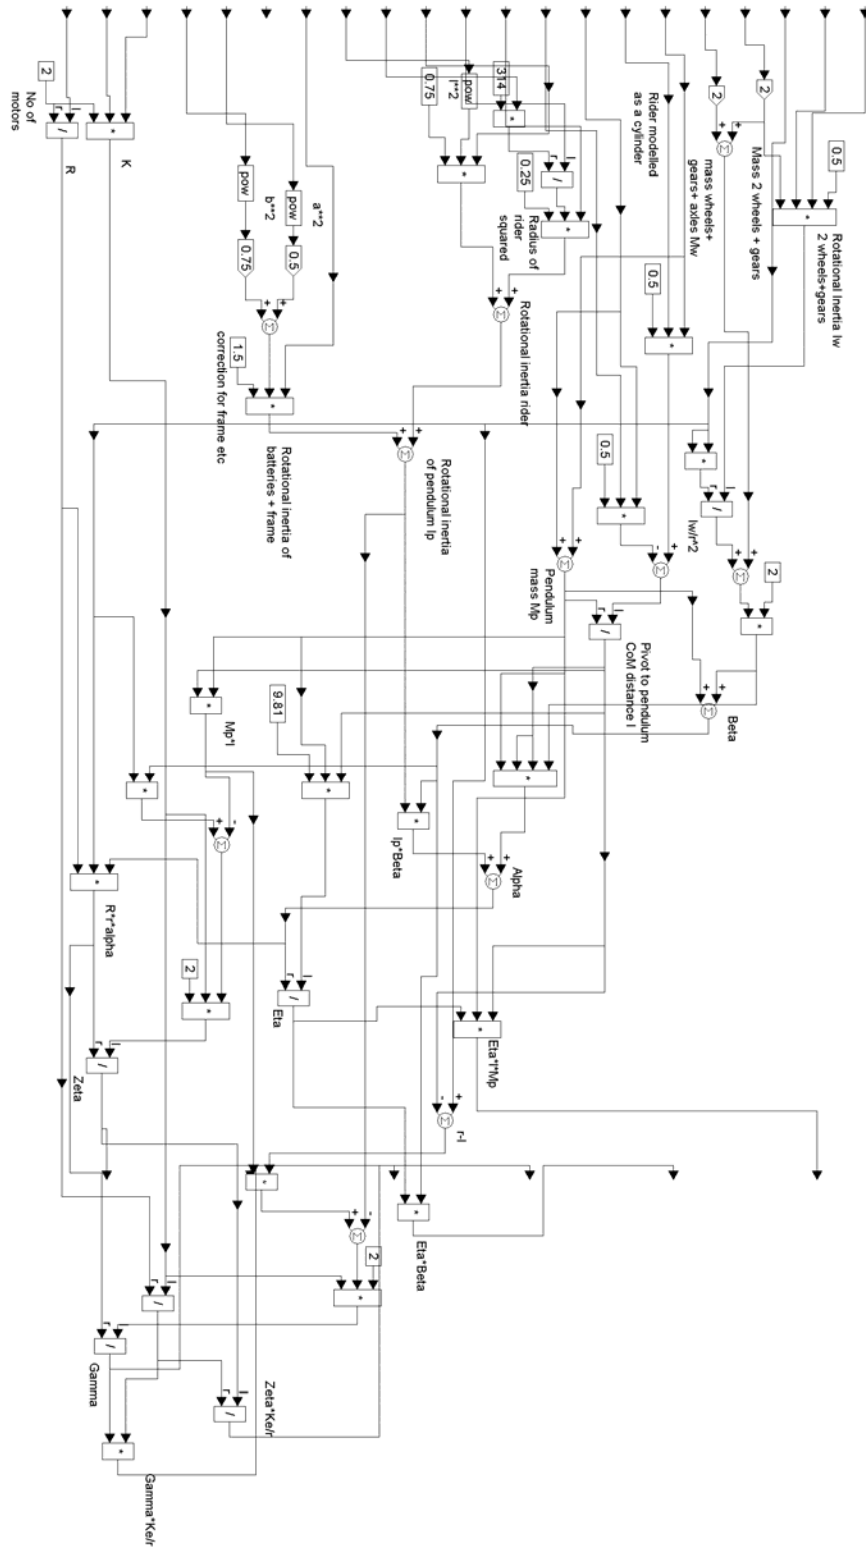 0.5
*
Rotational Inertia Iw
2 wheels+gears
2
2
+
+
Σ
Mass 2 wheels + gears
mass wheels+
gears+ axles Mw
Rider modelled
as a cylinder
0.5
*
*
l
r
/
Iw/r^2
+
+
Σ
2
*
+
+
Σ
Beta
0.5
*
+
-
Σ
l
r
/
Pivot to pendulum
CoM distance l
+
+
Σ
Pendulum
mass Mp
314
*
l
r
/
0.25
*
Radius of
rider
squared
pow
l**2
0.75
*
+
+
Σ
Rotational inertia rider
*
+
+
Σ
Alpha
*
Eta*l*Mp
+
+
Σ
Rotational inertia
of pendulum Ip
*
Ip*Beta
+
-
Σ
r-l
a**2
pow
0.5
b**2
pow
0.75
+
+
Σ
1.5
*
correction for frame etc
Rotational inertia of
batteries + frame
9.81
*
l
r
/
Eta
*
Eta*Beta
*
Mp*l
-
+
Σ
*
-
+
Σ
2
*
2
*
2
No of
motors
l
r
/
R
*
K
*
R*r*alpha
l
r
/
Zeta
l
r
/
l
r
/
Gamma
l
r
/
Zeta*Ke/r
*
Gamma*Ke/r